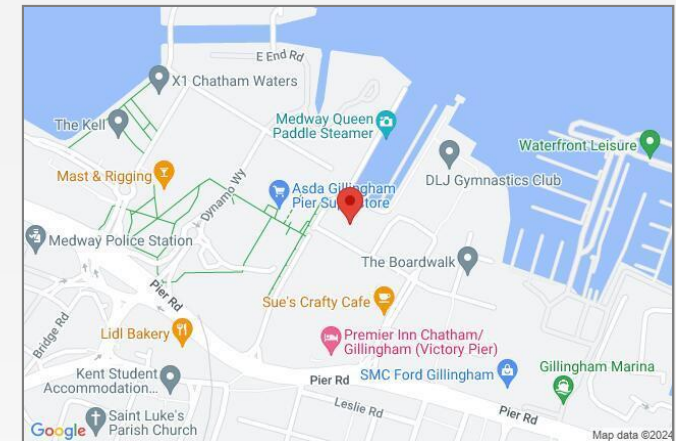 E End Rd
X1 Chatham Waters
The Kell
Medway Queen
Paddle Steamer
Waterfront Leisure
Mast & Rigging
DLJ Gymnastics Club
Dynamo Wy
Asda Gillingham
Pier
Medway Police Station
The Boardwalk
Pier Rd
Sue's Crafty Cafe
Bridge Rd
Lidl Bakery
Premier Inn Chatham/
Gillingham (Victory Pier)
Kent Student
Accommodation...
Pier Rd
SMC Ford Gillingham
Gillingham Marina
Leslie Rd
Pier Rd
Saint Luke's
Parish Church
Google
Map data ©2024